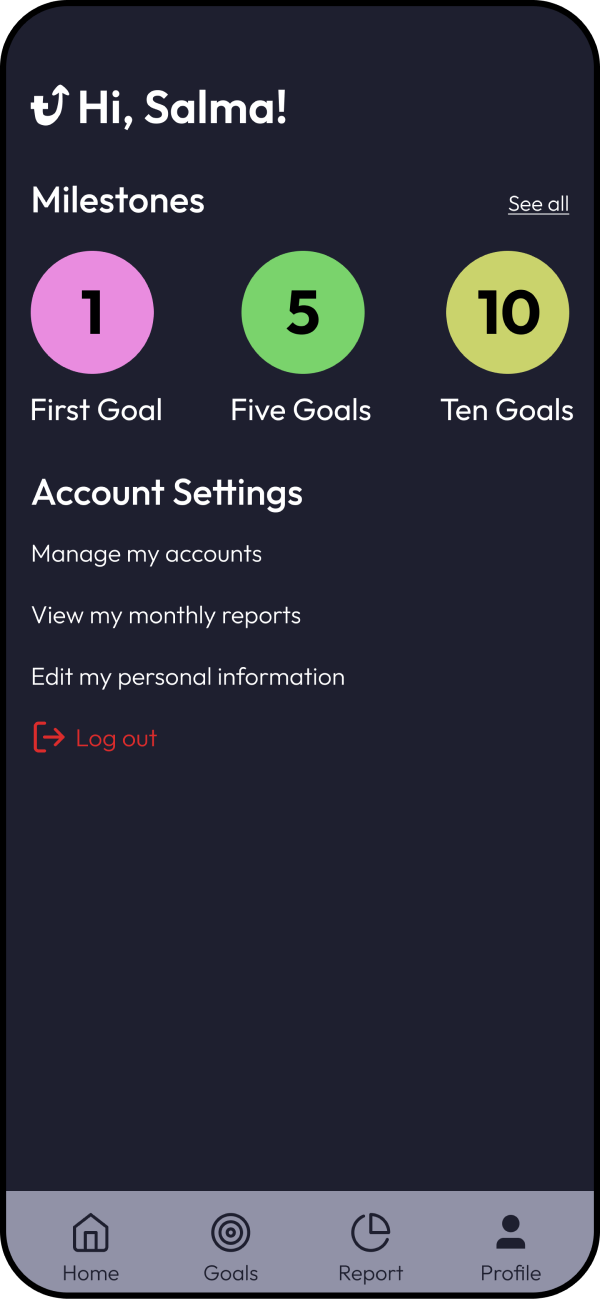 Hi, Salma!
Milestones
See all
1
5
10
First Goal
Five Goals
Ten Goals
Account Settings
Manage my accounts
View my monthly reports
Edit my personal information
Log out
Home
Goals
Report
Profile